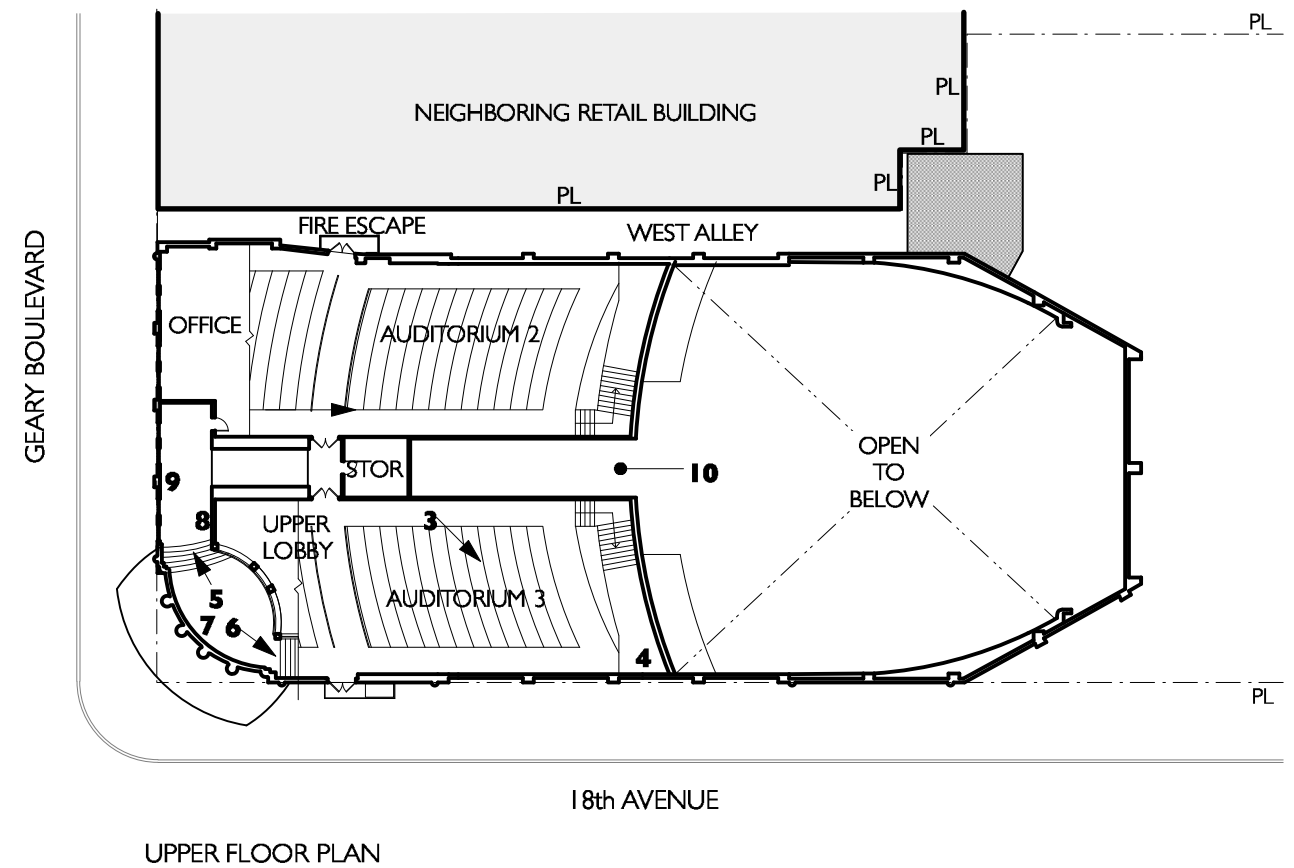 PL
PL
NEIGHBORING RETAIL BUILDING
PL
PL
PL
FIRE ESCAPE
WEST ALLEY
GEARY BOULEVARD
OFFICE
AUDITORIUM 2
OPEN
TO
BELOW
STOR
10
9
8
UPPER
LOBBY
3
5
AUDITORIUM 3
7
6
4
PL
18th AVENUE
UPPER FLOOR PLAN